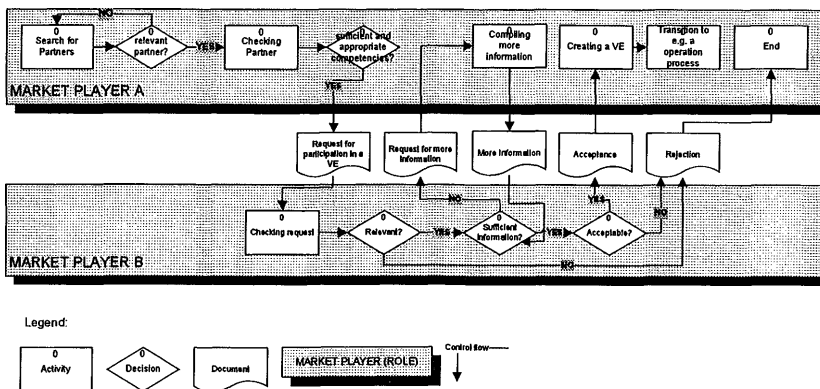 NO
0
Search for
Partners
0
relevant
partner?
YES
0
Checking
Partner
0
sufficient and
appropriate
competencies?
YES
0
Compiling
more
information
0
Creating a VE
0
Transition to
e.g. a
operation
process
0
End
MARKET PLAYER A
Request for
participation in a
VE
Request for more
information
More Information
Acceptance
Rejection
0
Checking request
0
Relevant?
YES
NO
0
Sufficient
information?
YES
YES
0
Acceptable?
NO
NO
MARKET PLAYER B
Legend:
0
Activity
0
Decision
Document
MARKET PLAYER (ROLE)
Control flow